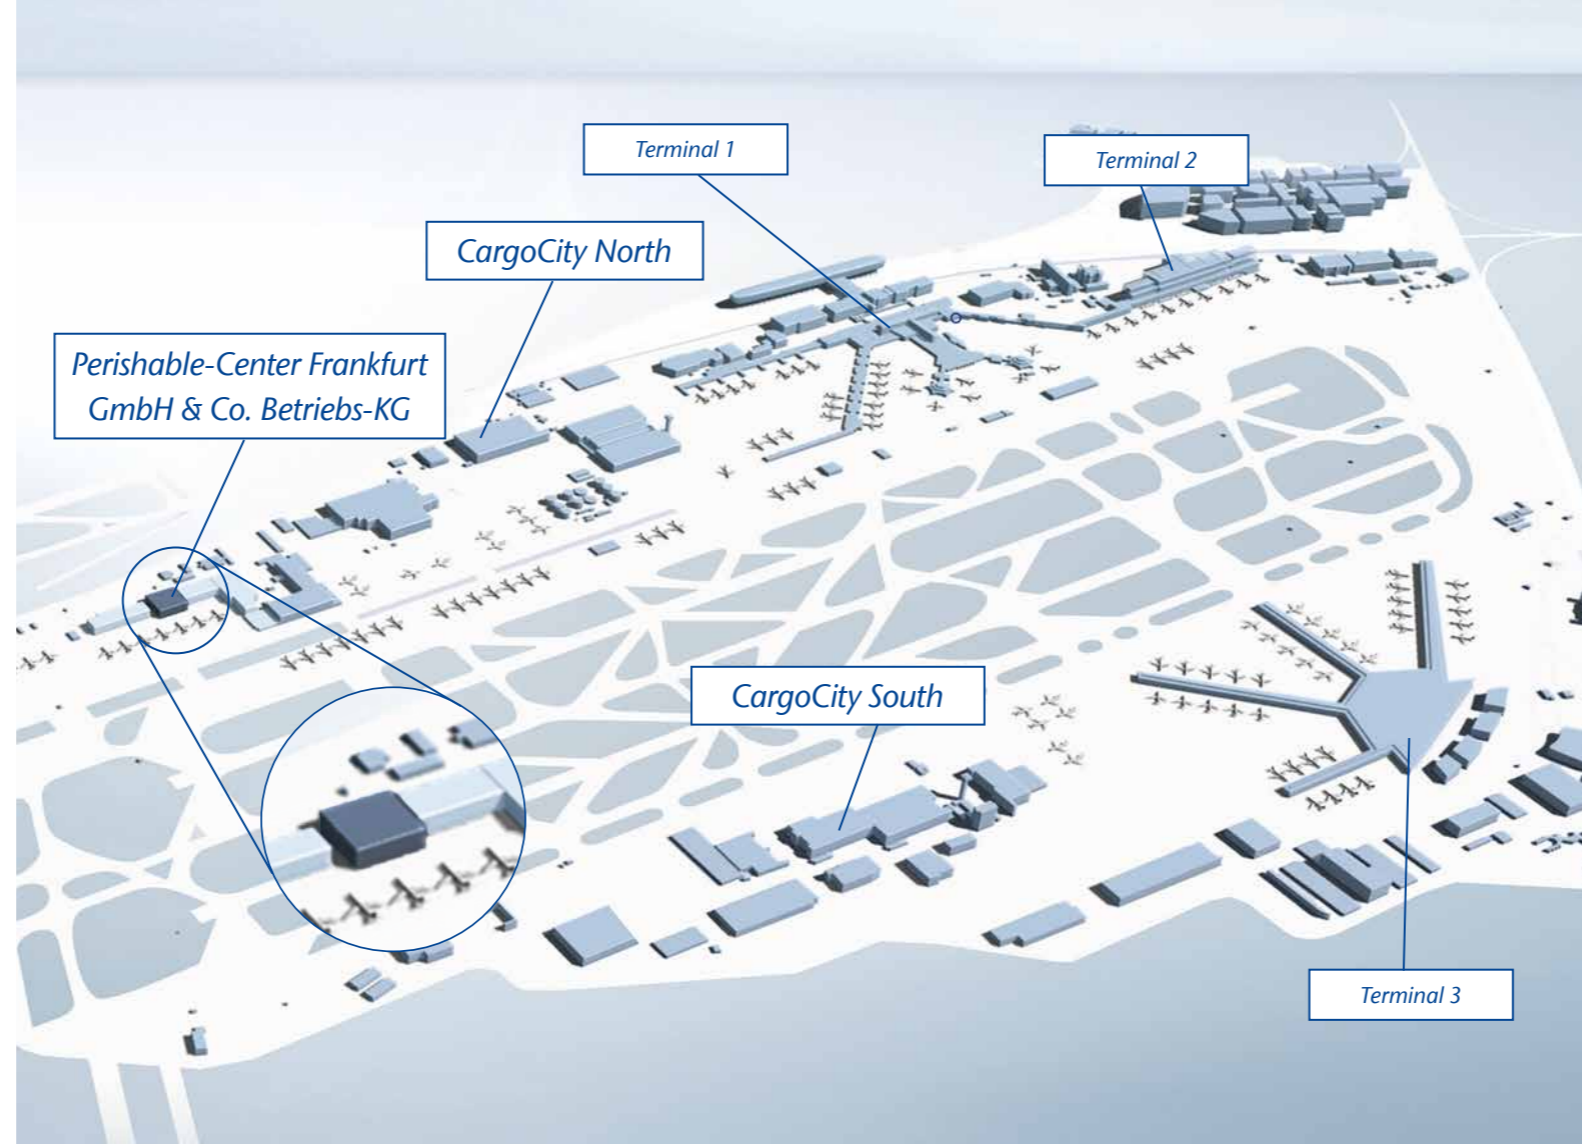 Terminal 1
Terminal 2
CargoCity North
Perishable-Center Frankfurt
GmbH & Co. Betriebs-KG
CargoCity South
Terminal 3